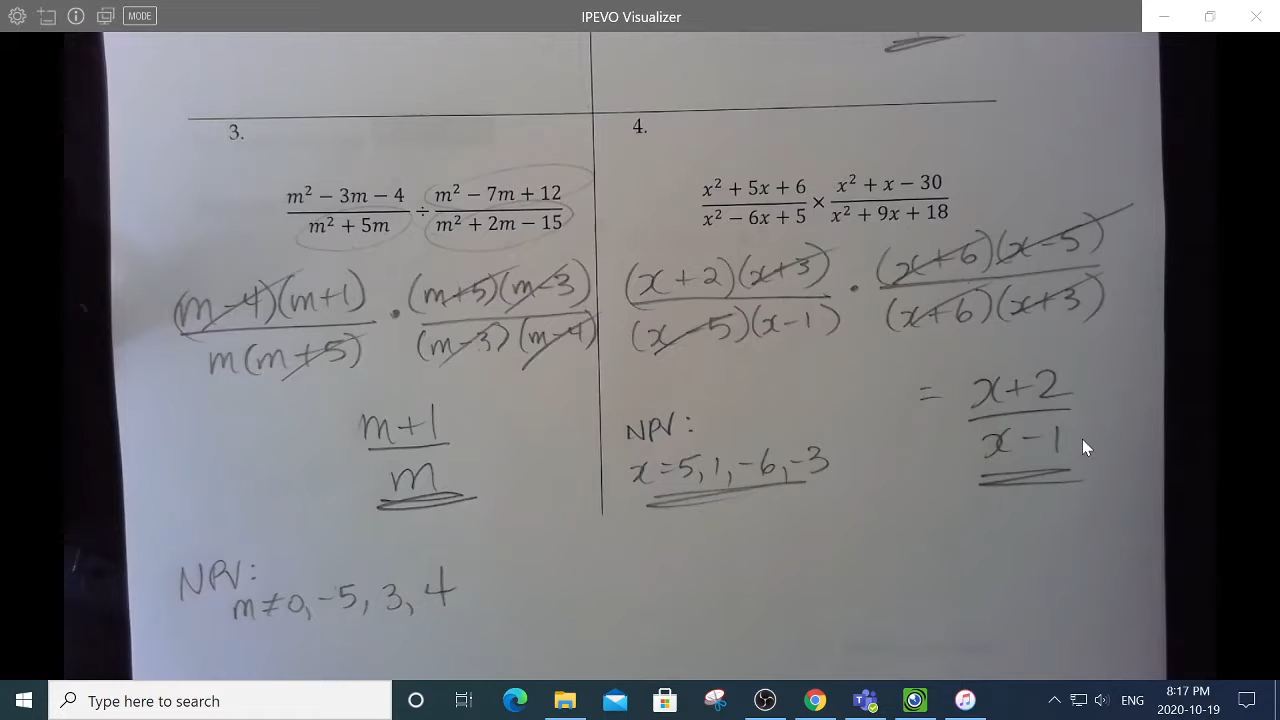 IPEVO Visualizer
MODE
3.
m² − 3m − 4 / m² + 5m ÷ m² − 7m + 12 / m² + 2m − 15
(m−4)(m+1) / m(m+5) · (m+5)(m−3) / (m−3)(m−4)
m+1 / m
NPV:
m≠0, −5, 3, 4
4.
x² + 5x + 6 / x² − 6x + 5 × x² + x − 30 / x² + 9x + 18
(x+2)(x+3) / (x−5)(x−1) · (x+6)(x−5) / (x+6)(x+3)
= x+2 / x−1
NPV:
x=5, 1, −6, −3
Type here to search
ENG
8:17 PM
2020-10-19